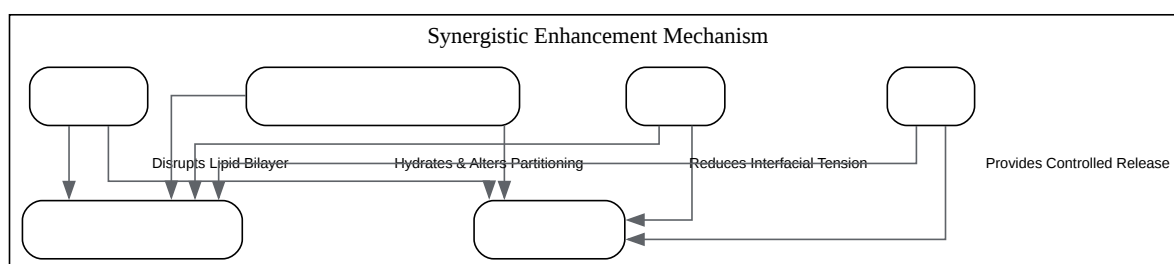 Synergistic Enhancement Mechanism
Disrupts Lipid Bilayer
Hydrates & Alters Partitioning
Reduces Interfacial Tension
Provides Controlled Release